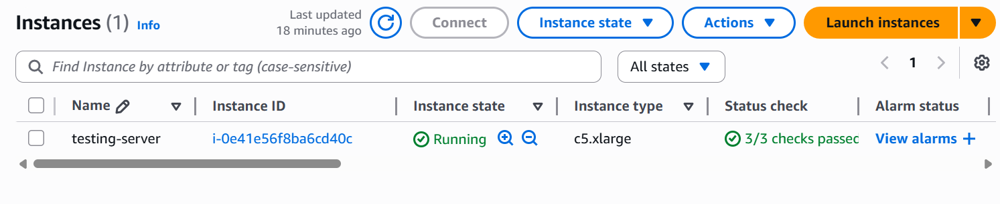 Instances (1) Info
Last updated
18 minutes ago
Connect
Instance state
Actions
Launch instances
Find Instance by attribute or tag (case-sensitive)
All states
1
Name Instance ID Instance state Instance type Status check Alarm status
testing-server i-0e41e56f8ba6cd40c Running c5.xlarge 3/3 checks passed View alarms +